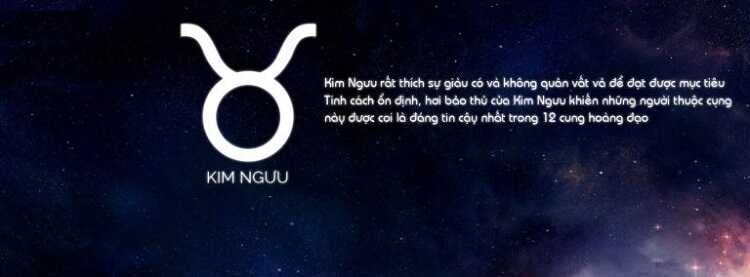 Kim Ngưu rất thích sự giàu có và không quản vất vả để đạt được mục tiêu
Tính cách ổn định, hơi bảo thủ của Kim Ngưu khiến những người thuộc cung
này được coi là đáng tin cậy nhất trong 12 cung hoàng đạo
KIM NGƯU